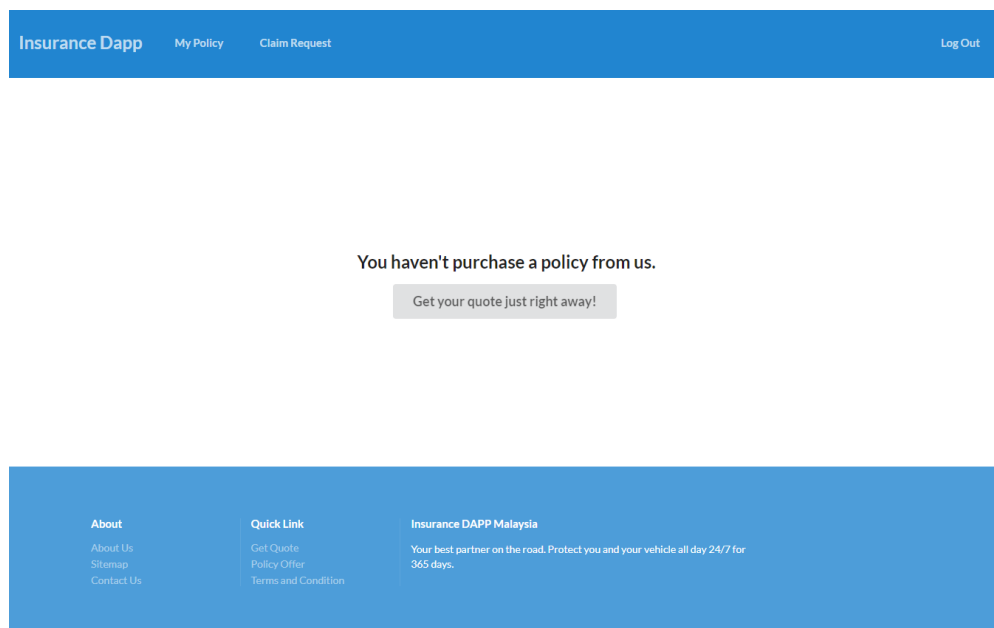 Insurance Dapp
My Policy
Claim Request
Log Out
You haven't purchase a policy from us.
Get your quote just right away!
About
About Us
Sitemap
Contact Us
Quick Link
Get Quote
Policy Offer
Terms and Condition
Insurance DAPP Malaysia
Your best partner on the road. Protect you and your vehicle all day 24/7 for
365 days.